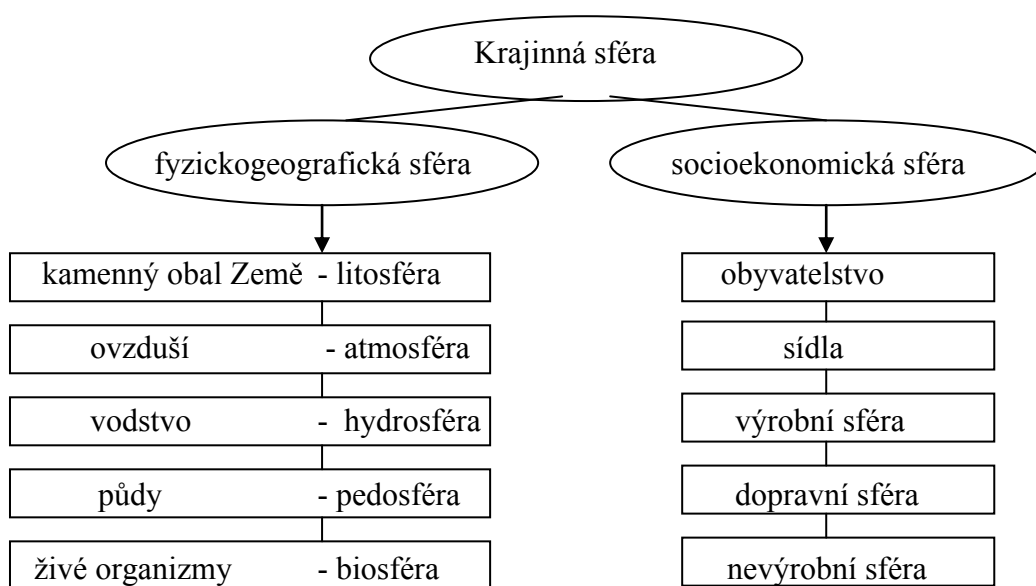 Krajinná sféra
fyzickogeografická sféra
socioekonomická sféra
kamenný obal Země - litosféra
ovzduší - atmosféra
vodstvo - hydrosféra
půdy - pedosféra
živé organizmy - biosféra
obyvatelstvo
sídla
výrobní sféra
dopravní sféra
nevýrobní sféra